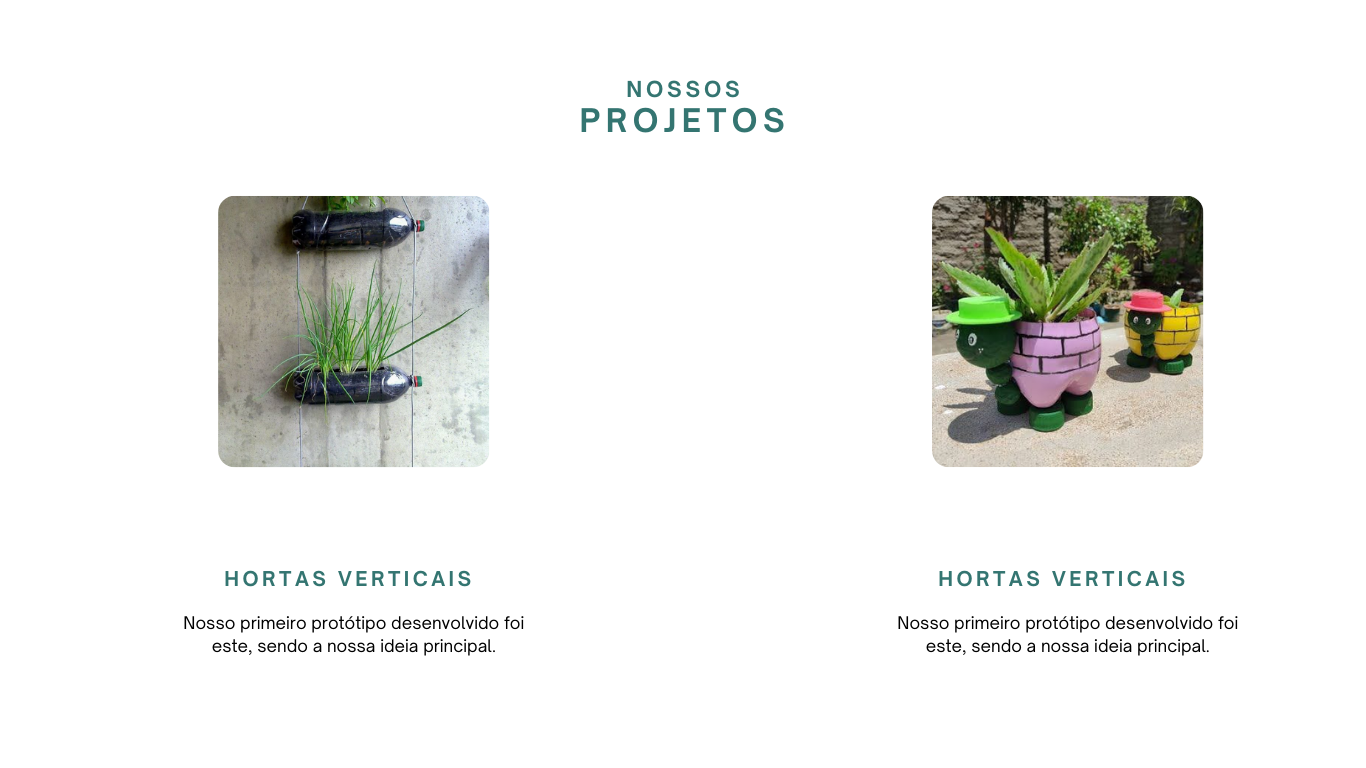 NOSSOS
PROJETOS
HORTAS VERTICAIS
Nosso primeiro protótipo desenvolvido foi
este, sendo a nossa ideia principal.
HORTAS VERTICAIS
Nosso primeiro protótipo desenvolvido foi
este, sendo a nossa ideia principal.